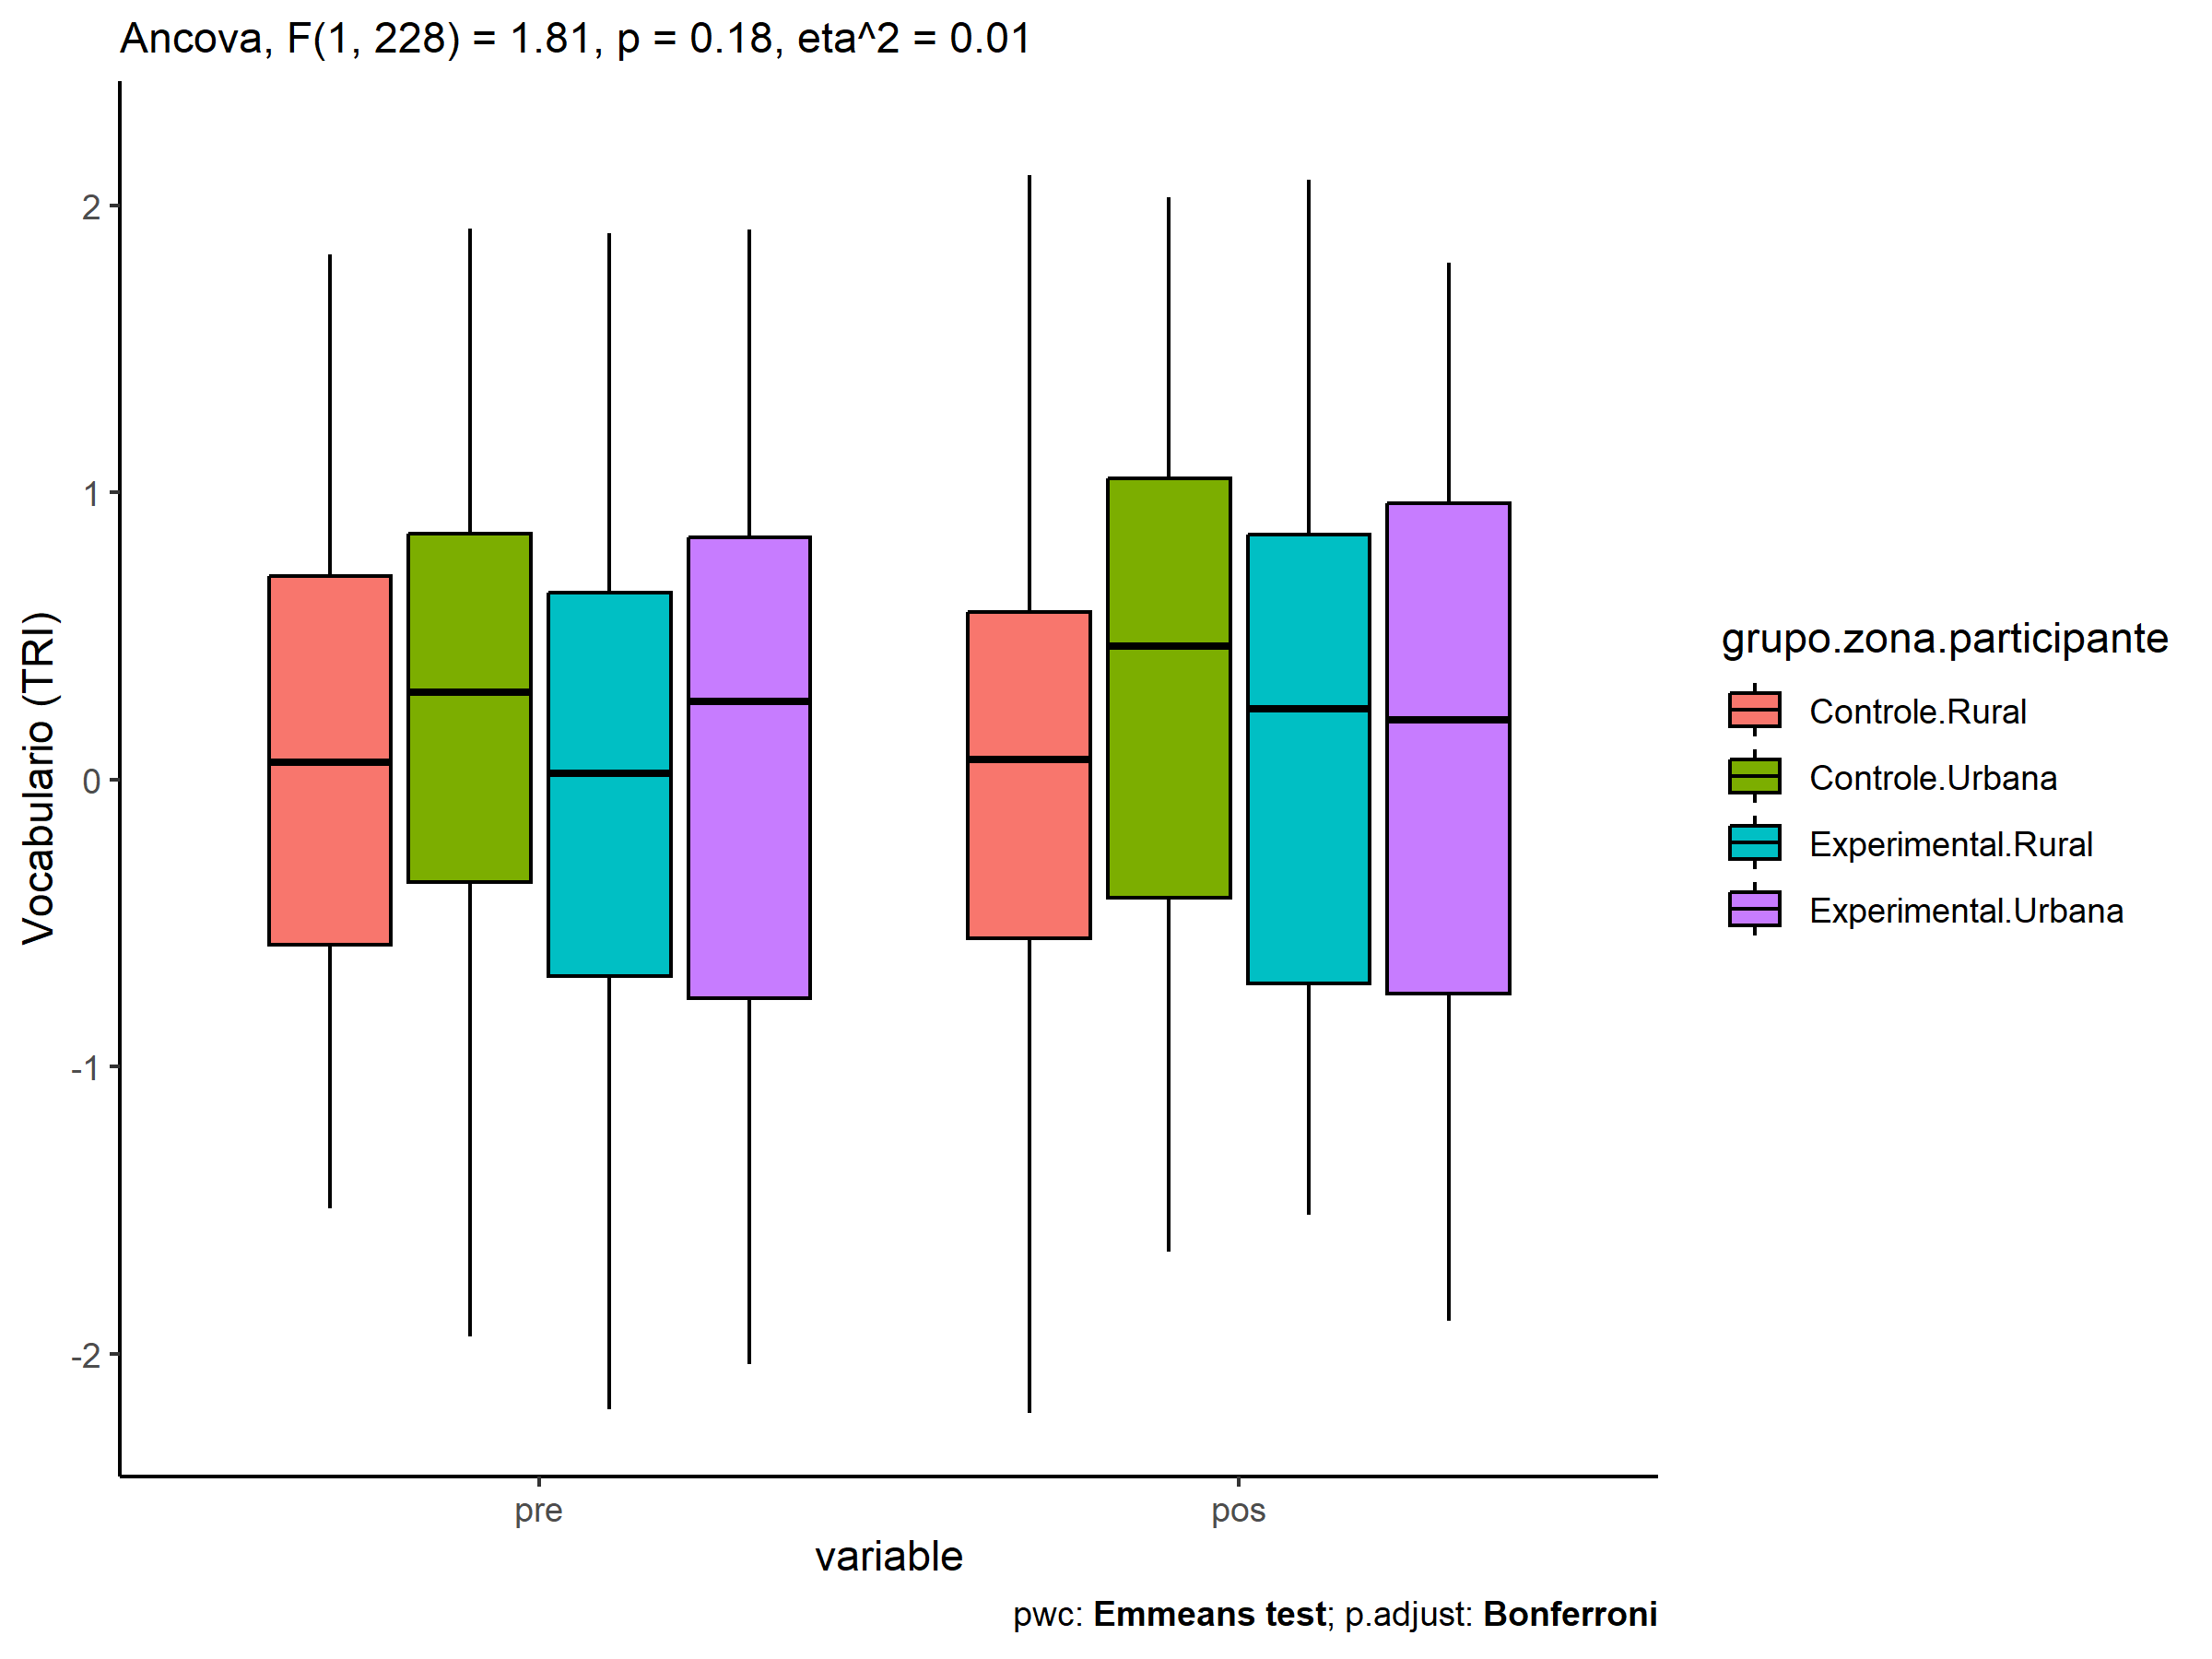 Ancova, F(1, 228) = 1.81, p = 0.18, eta^2 = 0.01
Vocabulario (TRI)
2
1
0
-1
-2
pre
pos
variable
grupo.zona.participante
Controle.Rural
Controle.Urbana
Experimental.Rural
Experimental.Urbana
pwc: Emmeans test; p.adjust: Bonferroni